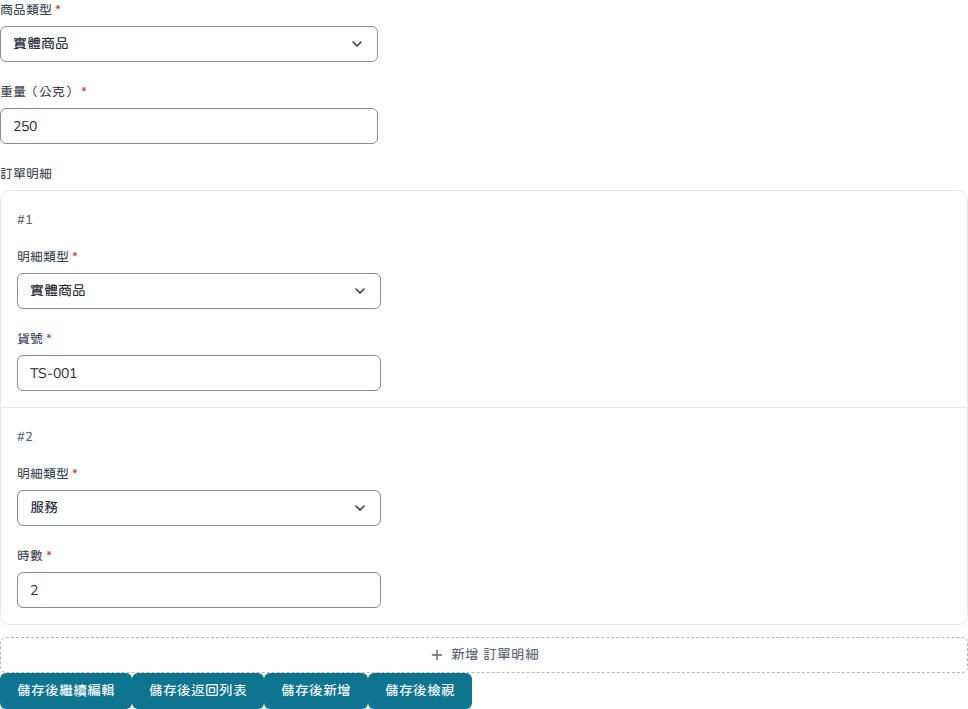 商品類型 *
實體商品
重量（公克）*
250
訂單明細
#1
明細類型 *
實體商品
貨號 *
TS-001
#2
明細類型 *
服務
時數 *
2
+ 新增 訂單明細
儲存後繼續編輯 儲存後返回列表 儲存後新增 儲存後檢視